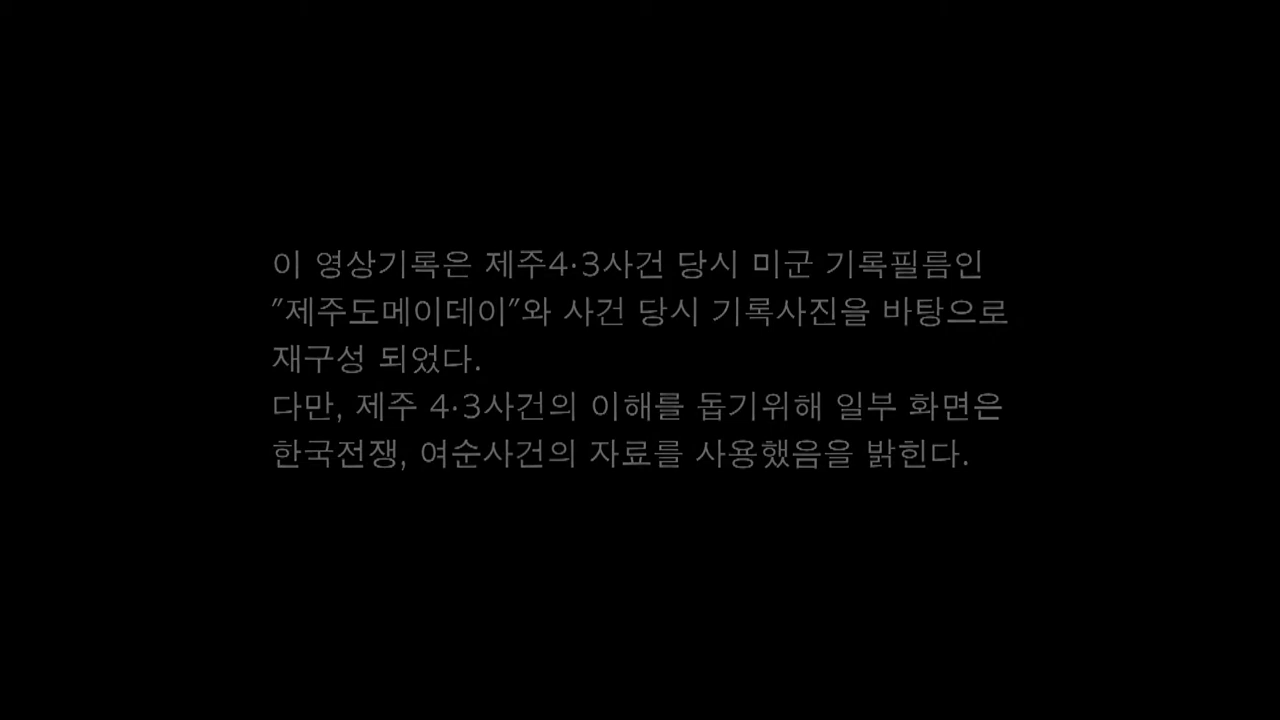 이 영상기록은 제주4·3사건 당시 미군 기록필름인
"제주도메이데이"와 사건 당시 기록사진을 바탕으로
재구성 되었다.
다만, 제주 4·3사건의 이해를 돕기위해 일부 화면은
한국전쟁, 여순사건의 자료를 사용했음을 밝힌다.